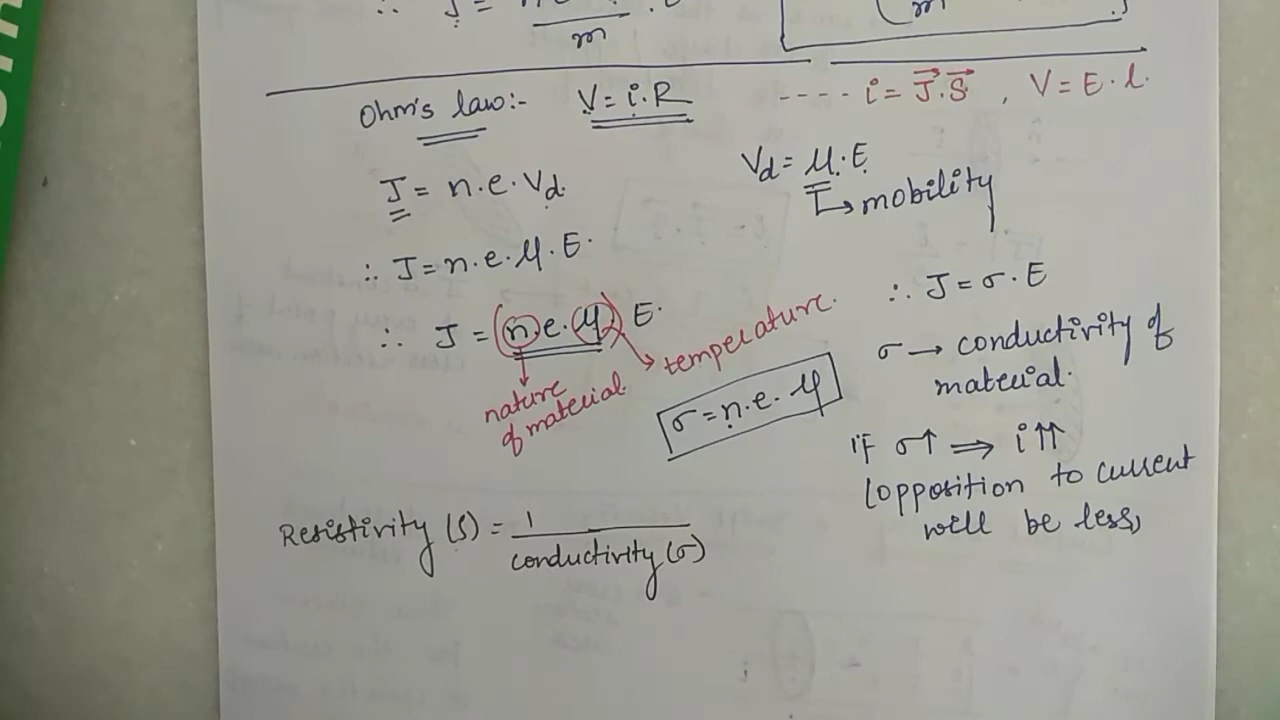 m
m
Ohm's law:- V = i.R ---- i = J⃗.S⃗ , V = E.l.
J = n.e.Vd. Vd = μ.E
↳ mobility
∴ J = n.e.μ.E.
∴ J = σ.E
∴ J = (n e.μ) E.
→ temperature.
↓ nature of material.
σ → conductivity of
material.
σ = n.e.μ
if σ↑ ⟹ i↑↑
(opposition to current
will be less,
Resistivity (S) = 1 / conductivity (σ)